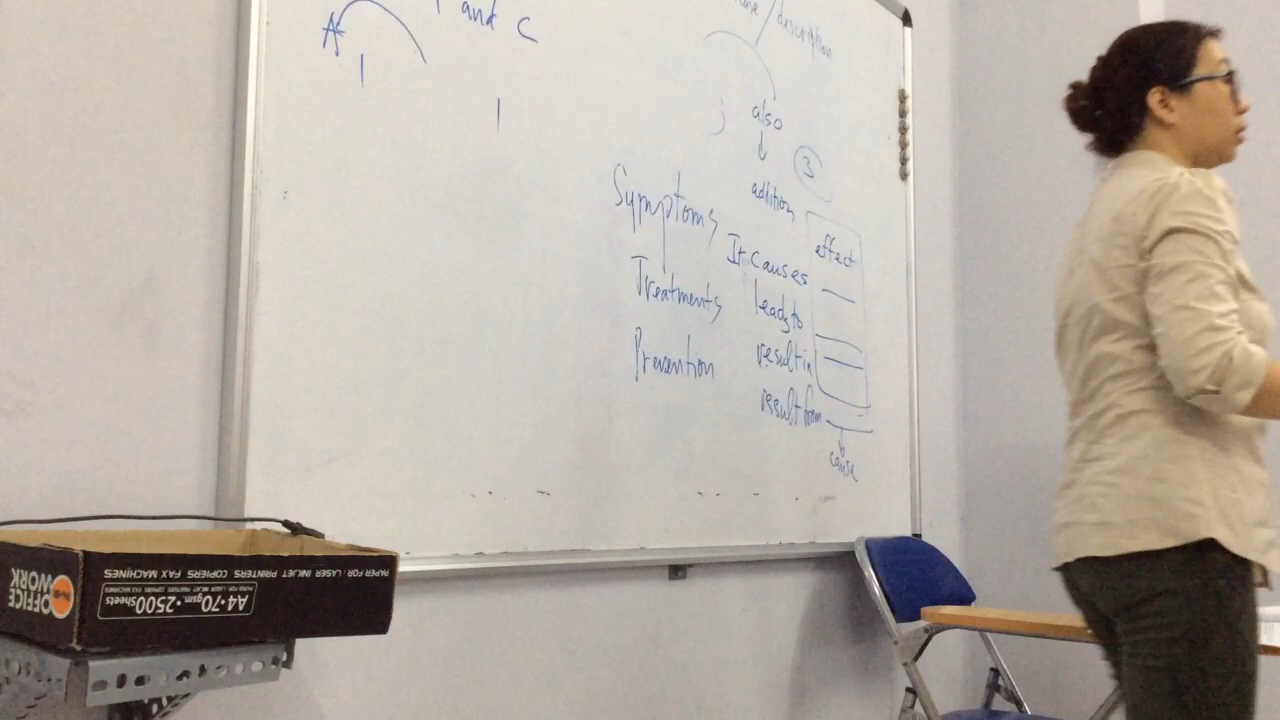 and C
A
description
also
3
addition
Symptoms
effect
It causes
Treatments
leads to
Prevention
result in
result from
cause
PAPER FOR: LASER INKJET PRINTERS COPIERS FAX MACHINES
A4•70gsm•2500Sheets
OFFICE
WORK